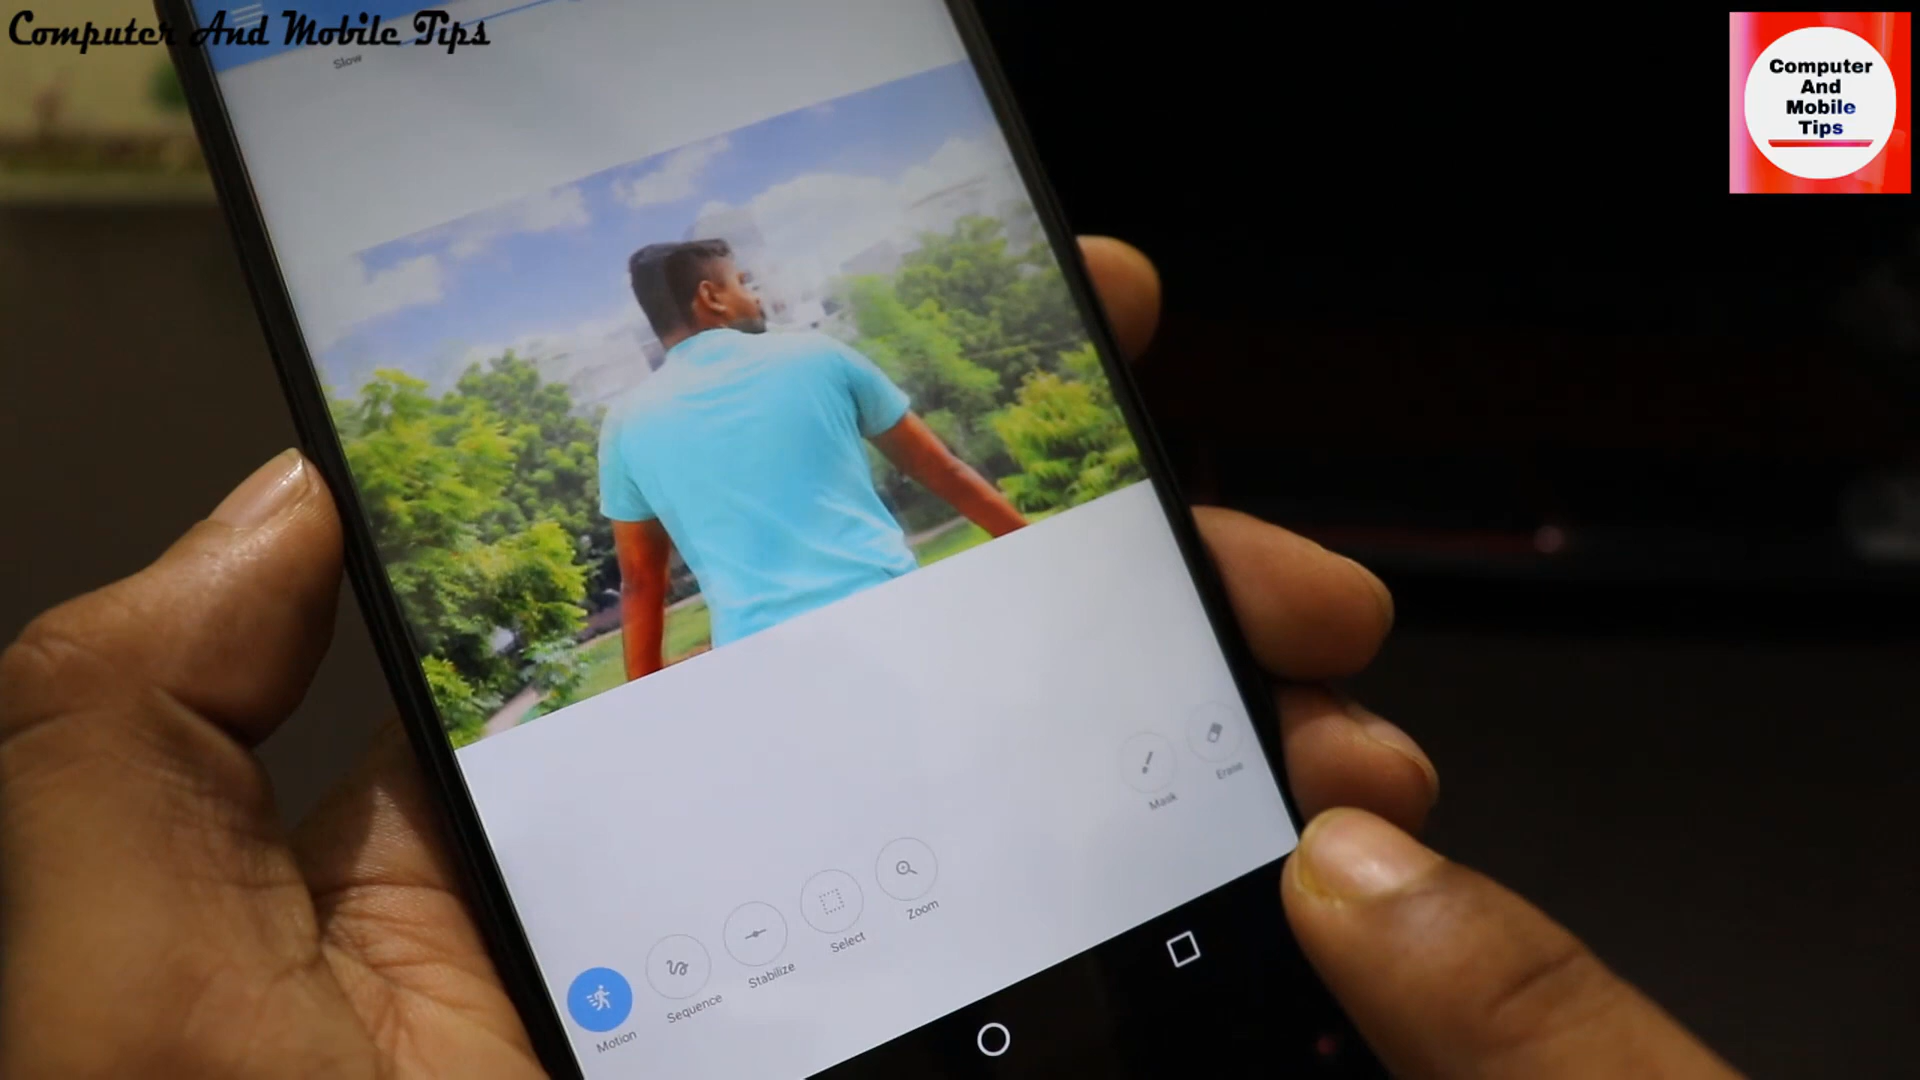 Computer And Mobile Tips
Computer
And
Mobile
Tips
Slow
Mask
Erase
Zoom
Select
Stabilize
Sequence
Motion